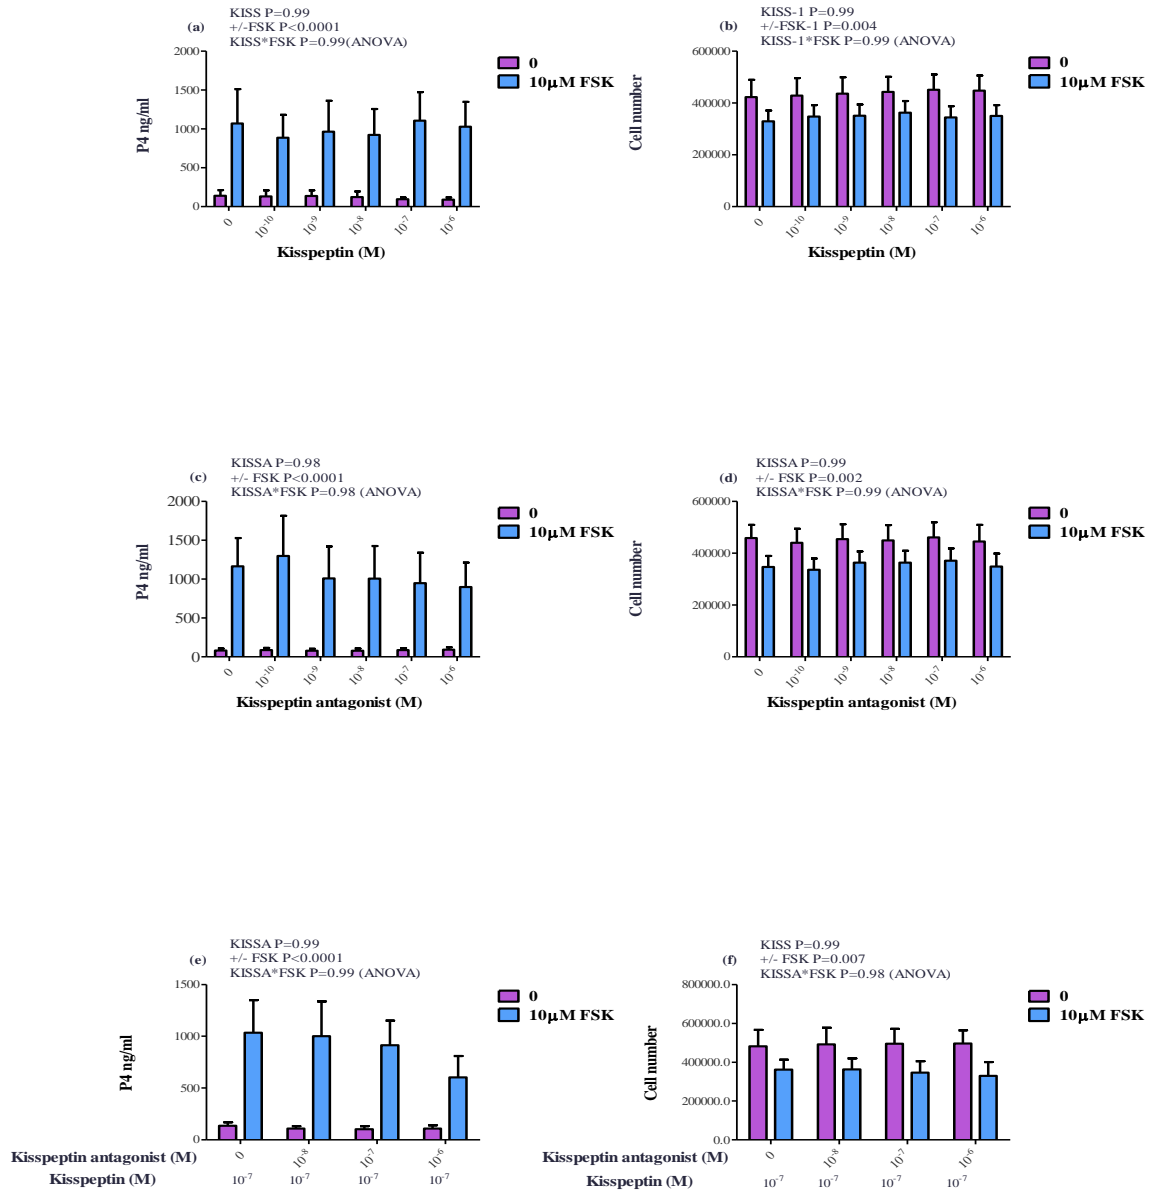 (a)
KISS P=0.99
+/-FSK P<0.0001
KISS*FSK P=0.99(ANOVA)
P4 ng/ml
2000
1500
1000
500
0
0
10-10
10-9
10-8
10-7
10-6
Kisspeptin (M)
0
10μM FSK
(b)
KISS-1 P=0.99
+/-FSK-1 P=0.004
KISS-1*FSK P=0.99 (ANOVA)
Cell number
600000
400000
200000
0
0
10-10
10-9
10-8
10-7
10-6
Kisspeptin (M)
0
10μM FSK
(c)
KISSA P=0.98
+/- FSK P<0.0001
KISSA*FSK P=0.98 (ANOVA)
P4 ng/ml
2000
1500
1000
500
0
0
10-10
10-9
10-8
10-7
10-6
Kisspeptin antagonist (M)
0
10μM FSK
(d)
KISSA P=0.99
+/- FSK P=0.002
KISSA*FSK P=0.99 (ANOVA)
Cell number
600000
400000
200000
0
0
10-10
10-9
10-8
10-7
10-6
Kisspeptin antagonist (M)
0
10μM FSK
(e)
KISSA P=0.99
+/- FSK P<0.0001
KISSA*FSK P=0.99 (ANOVA)
P4 ng/ml
1500
1000
500
0
Kisspeptin antagonist (M) 0 10-8 10-7 10-6
Kisspeptin (M) 10-7 10-7 10-7 10-7
0
10μM FSK
(f)
KISS P=0.99
+/- FSK P=0.007
KISSA*FSK P=0.98 (ANOVA)
Cell number
800000.0
600000.0
400000.0
200000.0
0.0
Kisspeptin antagonist (M) 0 10-8 10-7 10-6
Kisspeptin (M) 10-7 10-7 10-7 10-7
0
10μM FSK